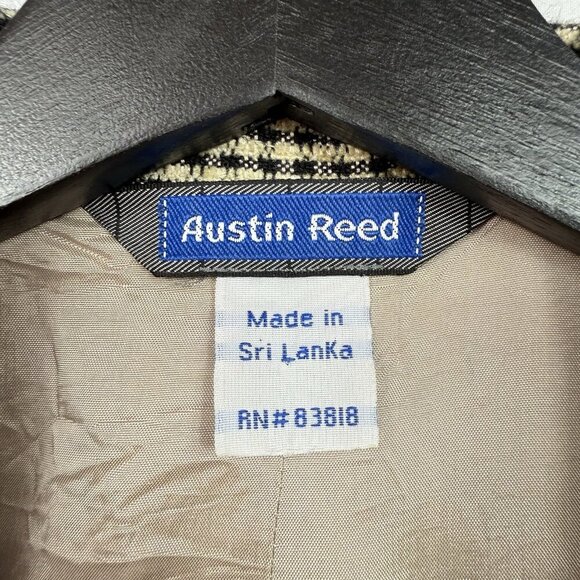 Austin Reed
Made in
Sri LanKa
RN# 83818